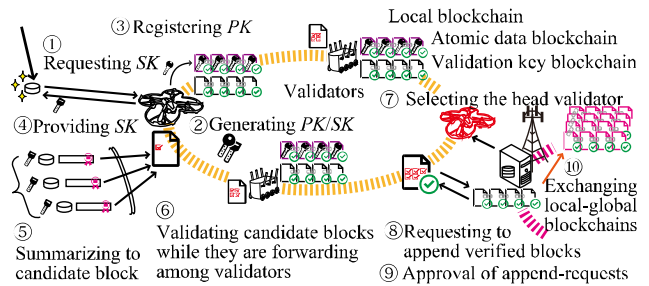 ③ Registering PK
Local blockchain
Atomic data blockchain
Validation key blockchain
①
Requesting SK
Validators
⑦ Selecting the head validator
④ Providing SK
② Generating PK/SK
⑩
Exchanging
local-global
blockchains
⑤
Summarizing to
candidate block
⑥
Validating candidate blocks
while they are forwarding
among validators
⑧ Requesting to
append verified blocks
⑨ Approval of append-requests